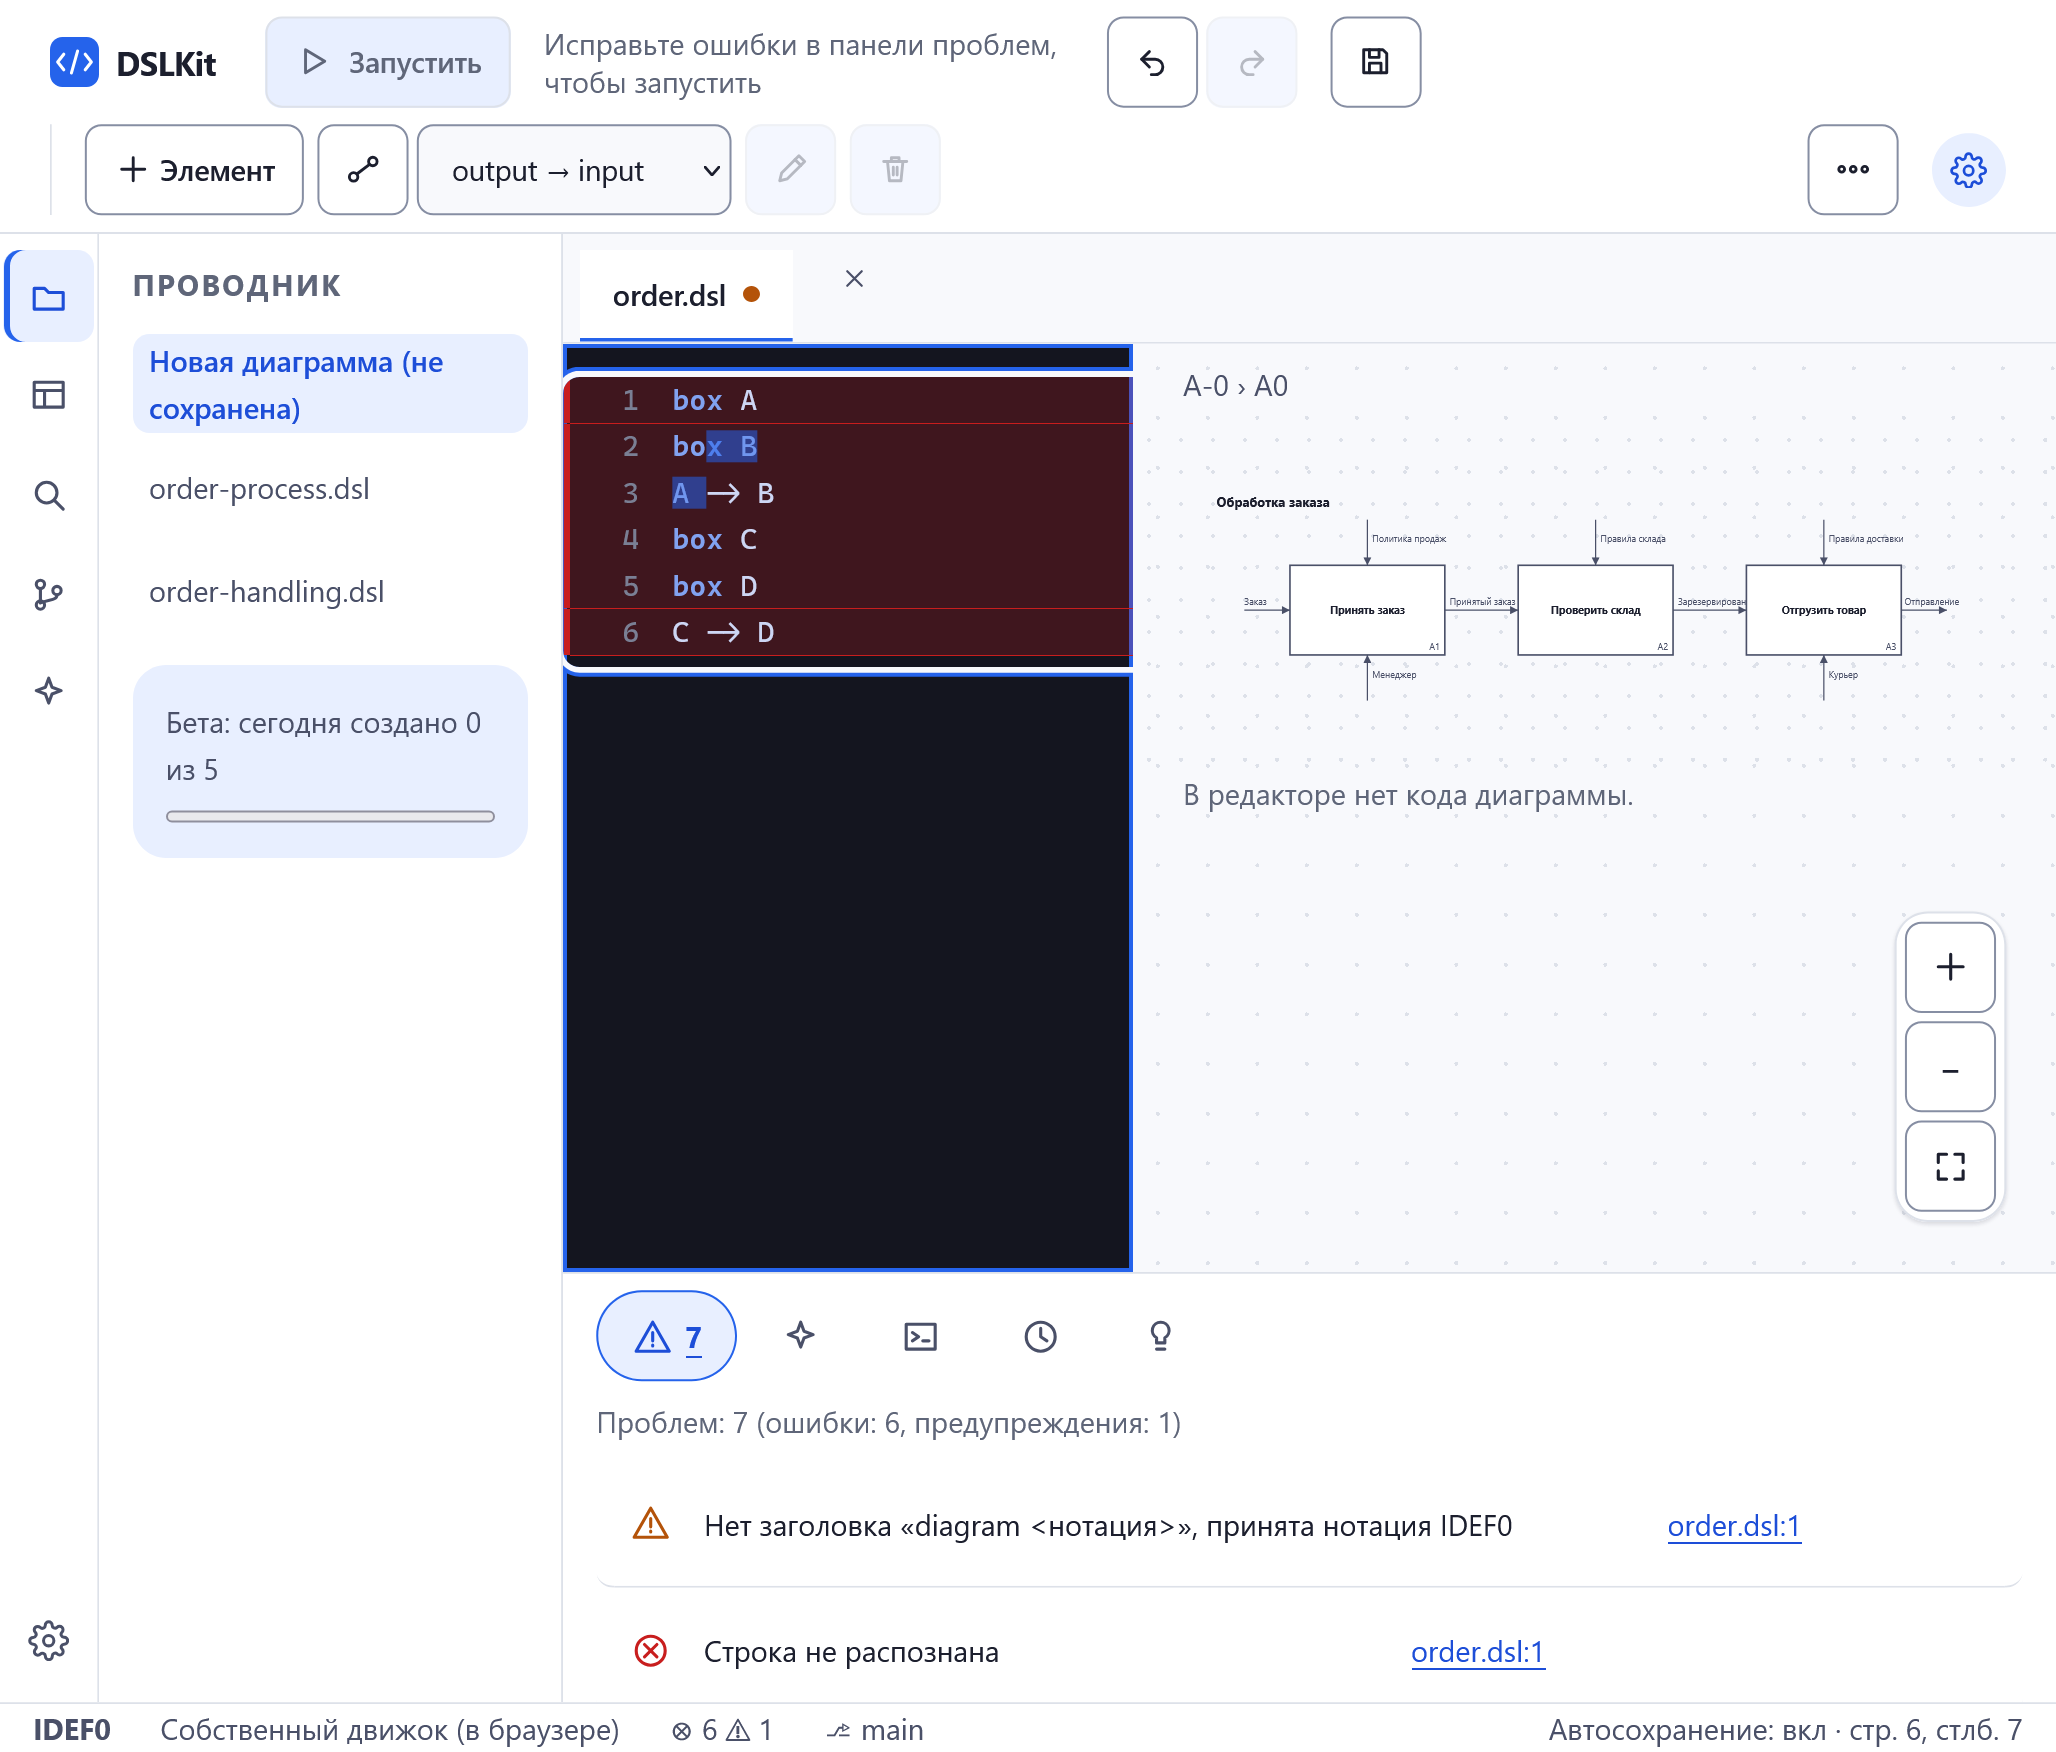 DSLKit
Запустить
Исправьте ошибки в панели проблем,
чтобы запустить
Элемент
output → input
ПРОВОДНИК
Новая диаграмма (не
сохранена)
order-process.dsl
order-handling.dsl
Бета: сегодня создано 0
из 5
order.dsl
1 box A
2 box B
3 A → B
4 box C
5 box D
6 C → D
A-0 › A0
Обработка заказа
Политика продаж
Правила склада
Правила доставки
Заказ
Принять заказ
A1
Принятый заказ
Проверить склад
A2
Зарезервирован
Отгрузить товар
A3
Отправление
Менеджер
Курьер
В редакторе нет кода диаграммы.
7
Проблем: 7 (ошибки: 6, предупреждения: 1)
Нет заголовка «diagram <нотация>», принята нотация IDEF0 order.dsl:1
Строка не распознана order.dsl:1
IDEF0 Собственный движок (в браузере) 6 1 main Автосохранение: вкл · стр. 6, стлб. 7